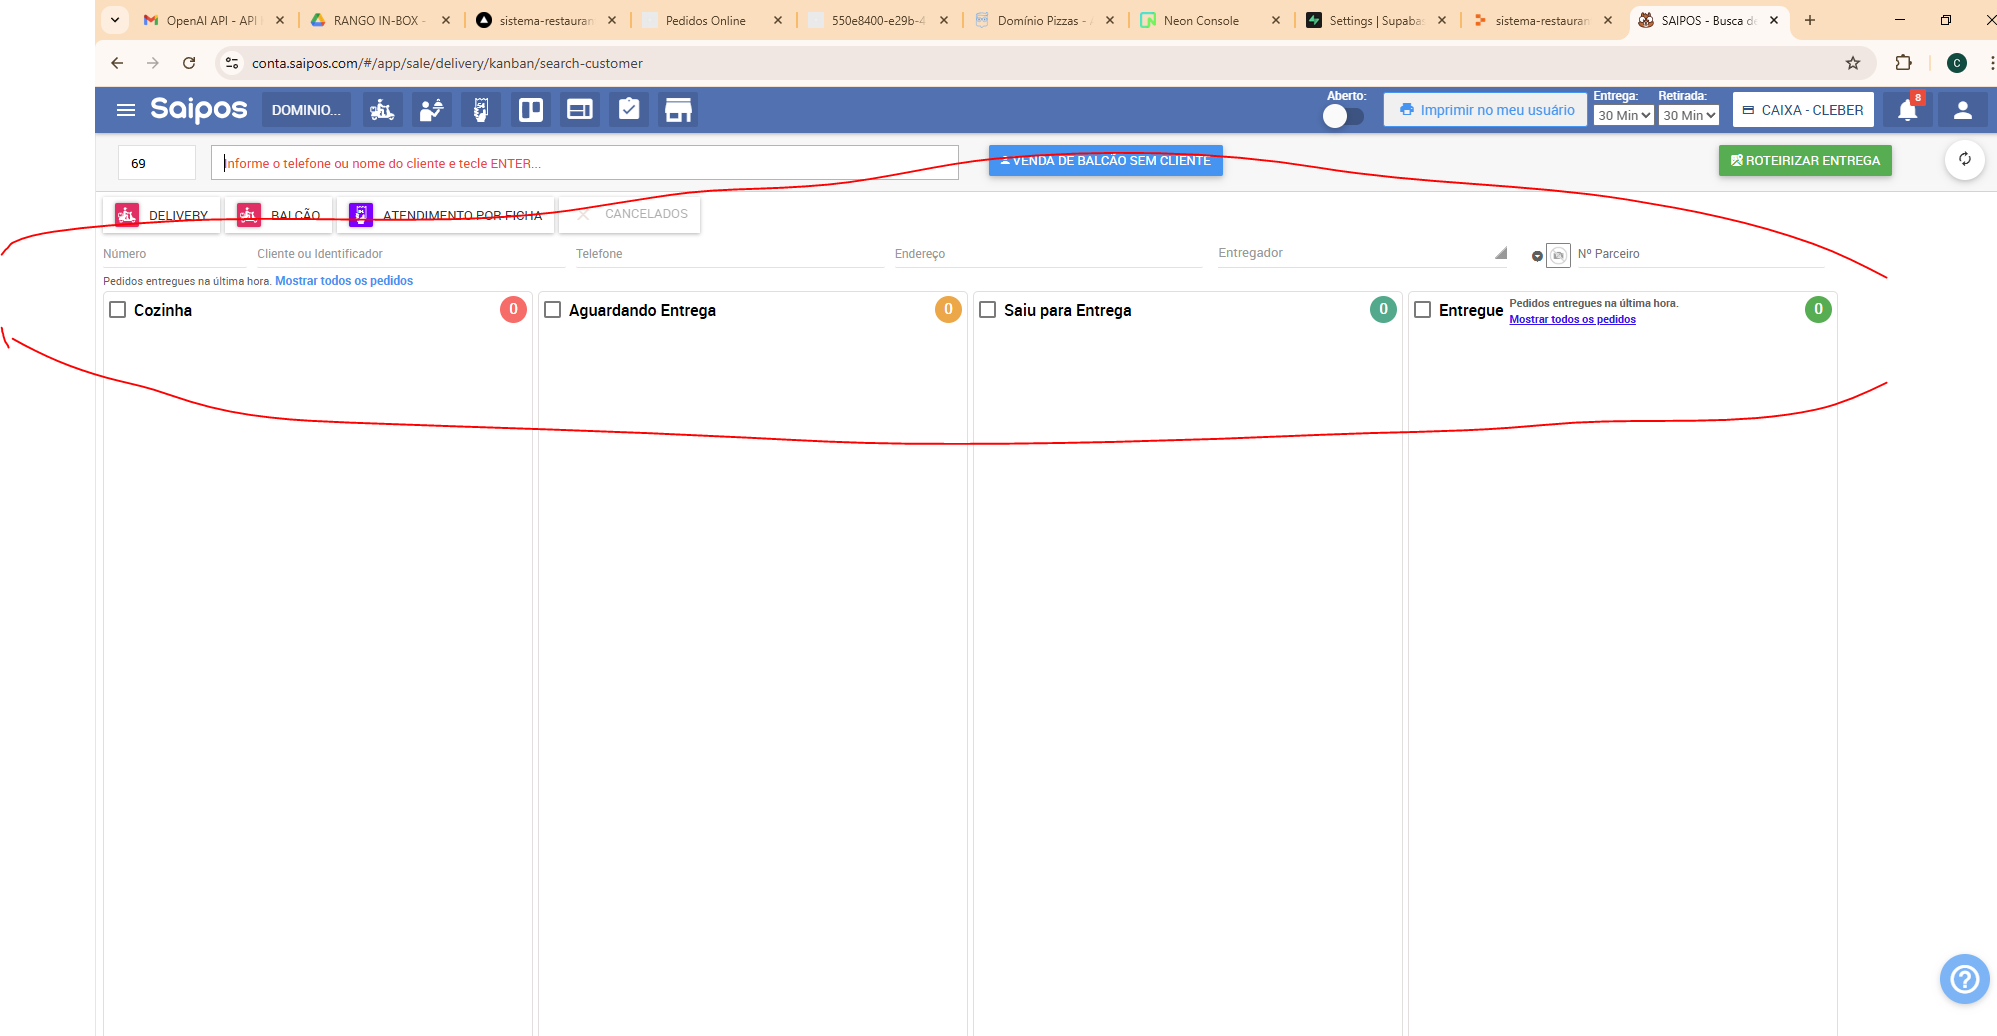 OpenAI API - API
RANGO IN-BOX -
sistema-restauran
Pedidos Online
550e8400-e29b-4
Domínio Pizzas -
Neon Console
Settings | Supabas
sistema-restauran
SAIPOS - Busca de
conta.saipos.com/#/app/sale/delivery/kanban/search-customer
C
Saipos
DOMINIO...
Aberto:
Imprimir no meu usuário
Entrega:
30 Min
Retirada:
30 Min
CAIXA - CLEBER
8
69
Informe o telefone ou nome do cliente e tecle ENTER...
VENDA DE BALCÃO SEM CLIENTE
ROTEIRIZAR ENTREGA
DELIVERY
BALCÃO
ATENDIMENTO POR FICHA
CANCELADOS
Número
Cliente ou Identificador
Telefone
Endereço
Entregador
Nº Parceiro
Pedidos entregues na última hora. Mostrar todos os pedidos
Cozinha
0
Aguardando Entrega
0
Saiu para Entrega
0
Entregue
Pedidos entregues na última hora.
Mostrar todos os pedidos
0